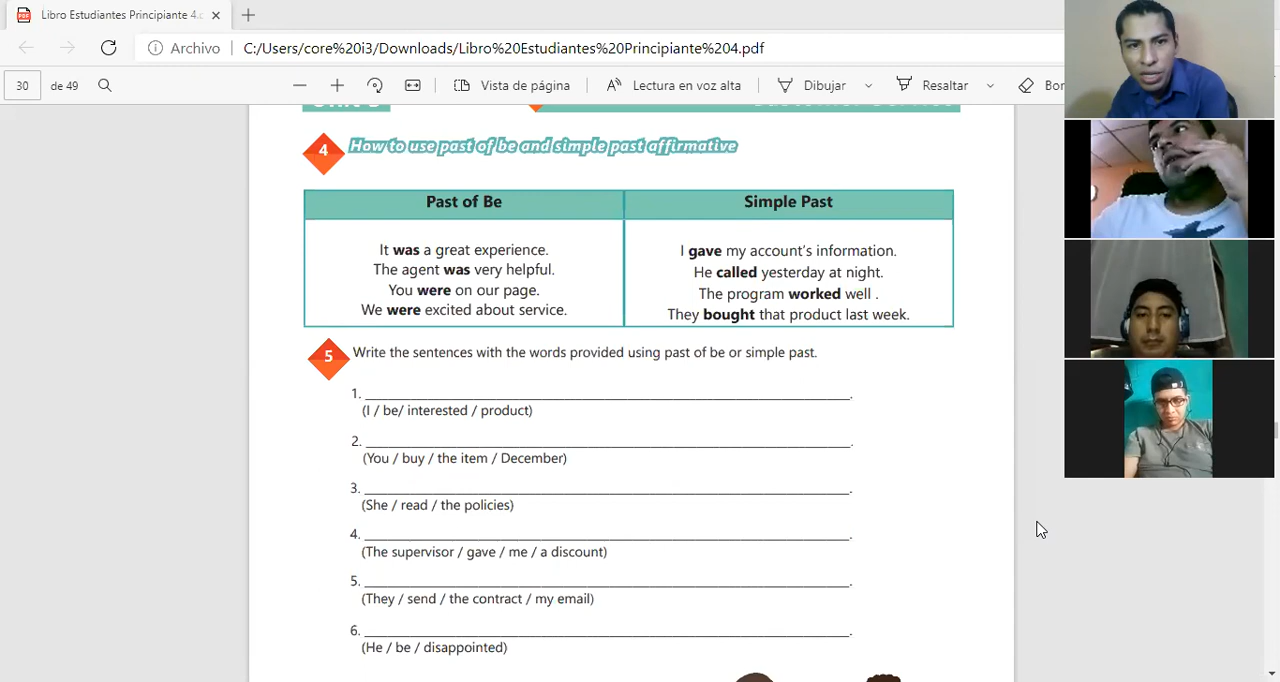 Libro Estudiantes Principiante 4.
Archivo
C:/Users/core%20i3/Downloads/Libro%20Estudiantes%20Principiante%204.pdf
30 de 49
Vista de página
Lectura en voz alta
Dibujar
Resaltar
4 How to use past of be and simple past affirmative
Past of Be
It was a great experience.
The agent was very helpful.
You were on our page.
We were excited about service.
Simple Past
I gave my account's information.
He called yesterday at night.
The program worked well .
They bought that product last week.
5 Write the sentences with the words provided using past of be or simple past.
1. .
(I / be/ interested / product)
2. .
(You / buy / the item / December)
3. .
(She / read / the policies)
4. .
(The supervisor / gave / me / a discount)
5. .
(They / send / the contract / my email)
6. .
(He / be / disappointed)